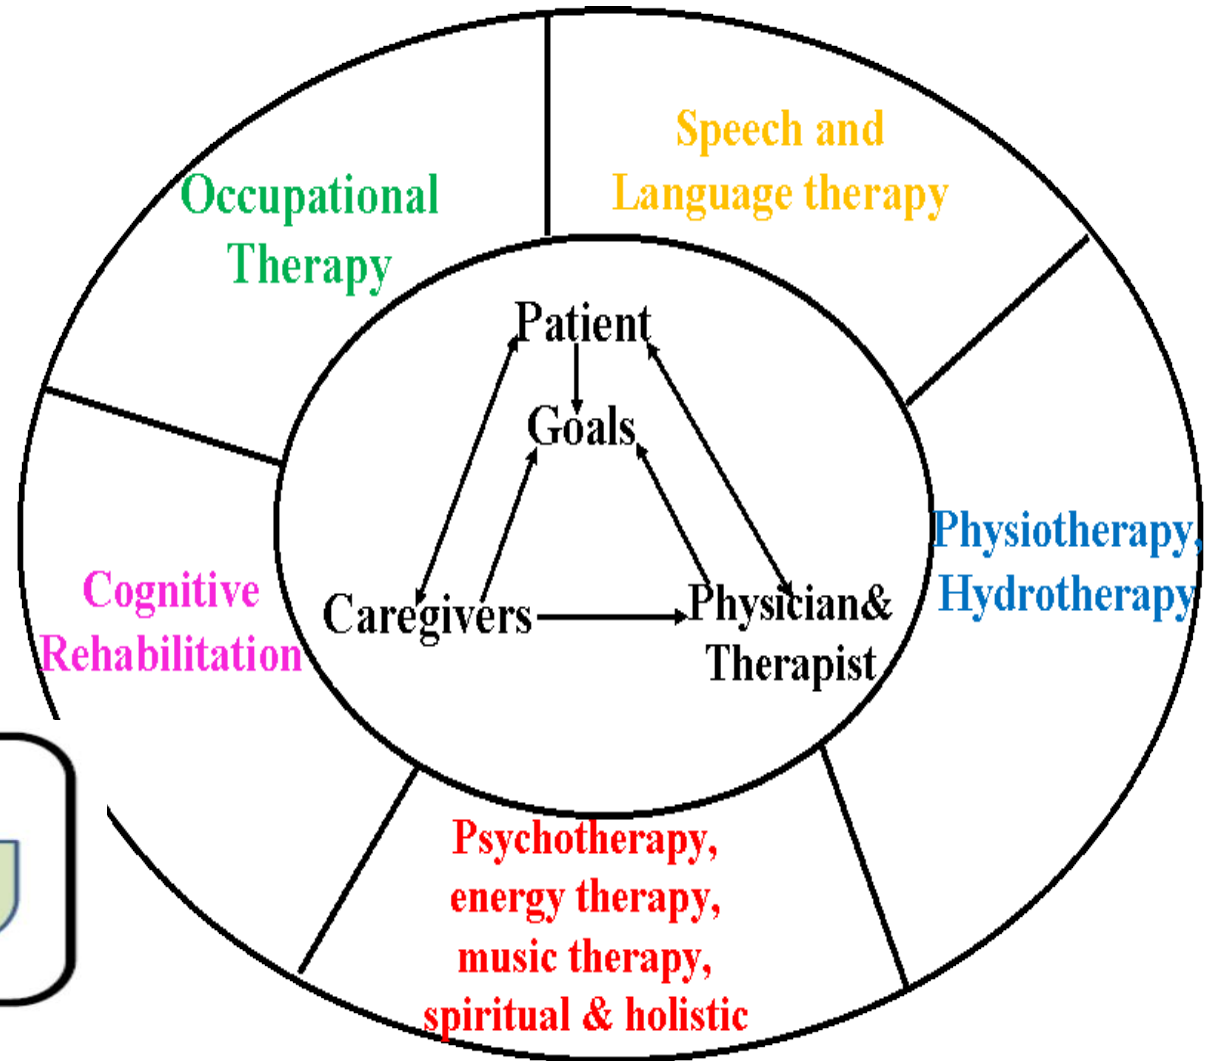 Speech and
Language therapy
Occupational
Therapy
Patient
Goals
Physiotherapy,
Hydrotherapy
Cognitive
Rehabilitation
Caregivers
Physician&
Therapist
Psychotherapy,
energy therapy,
music therapy,
spiritual & holistic